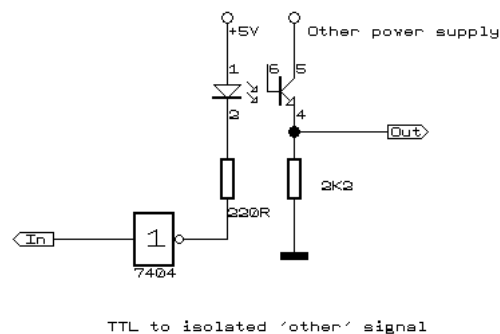 +5V
Other power supply
1
6
5
2
4
Out
220R
2K2
In
1
7404
TTL to isolated 'other' signal